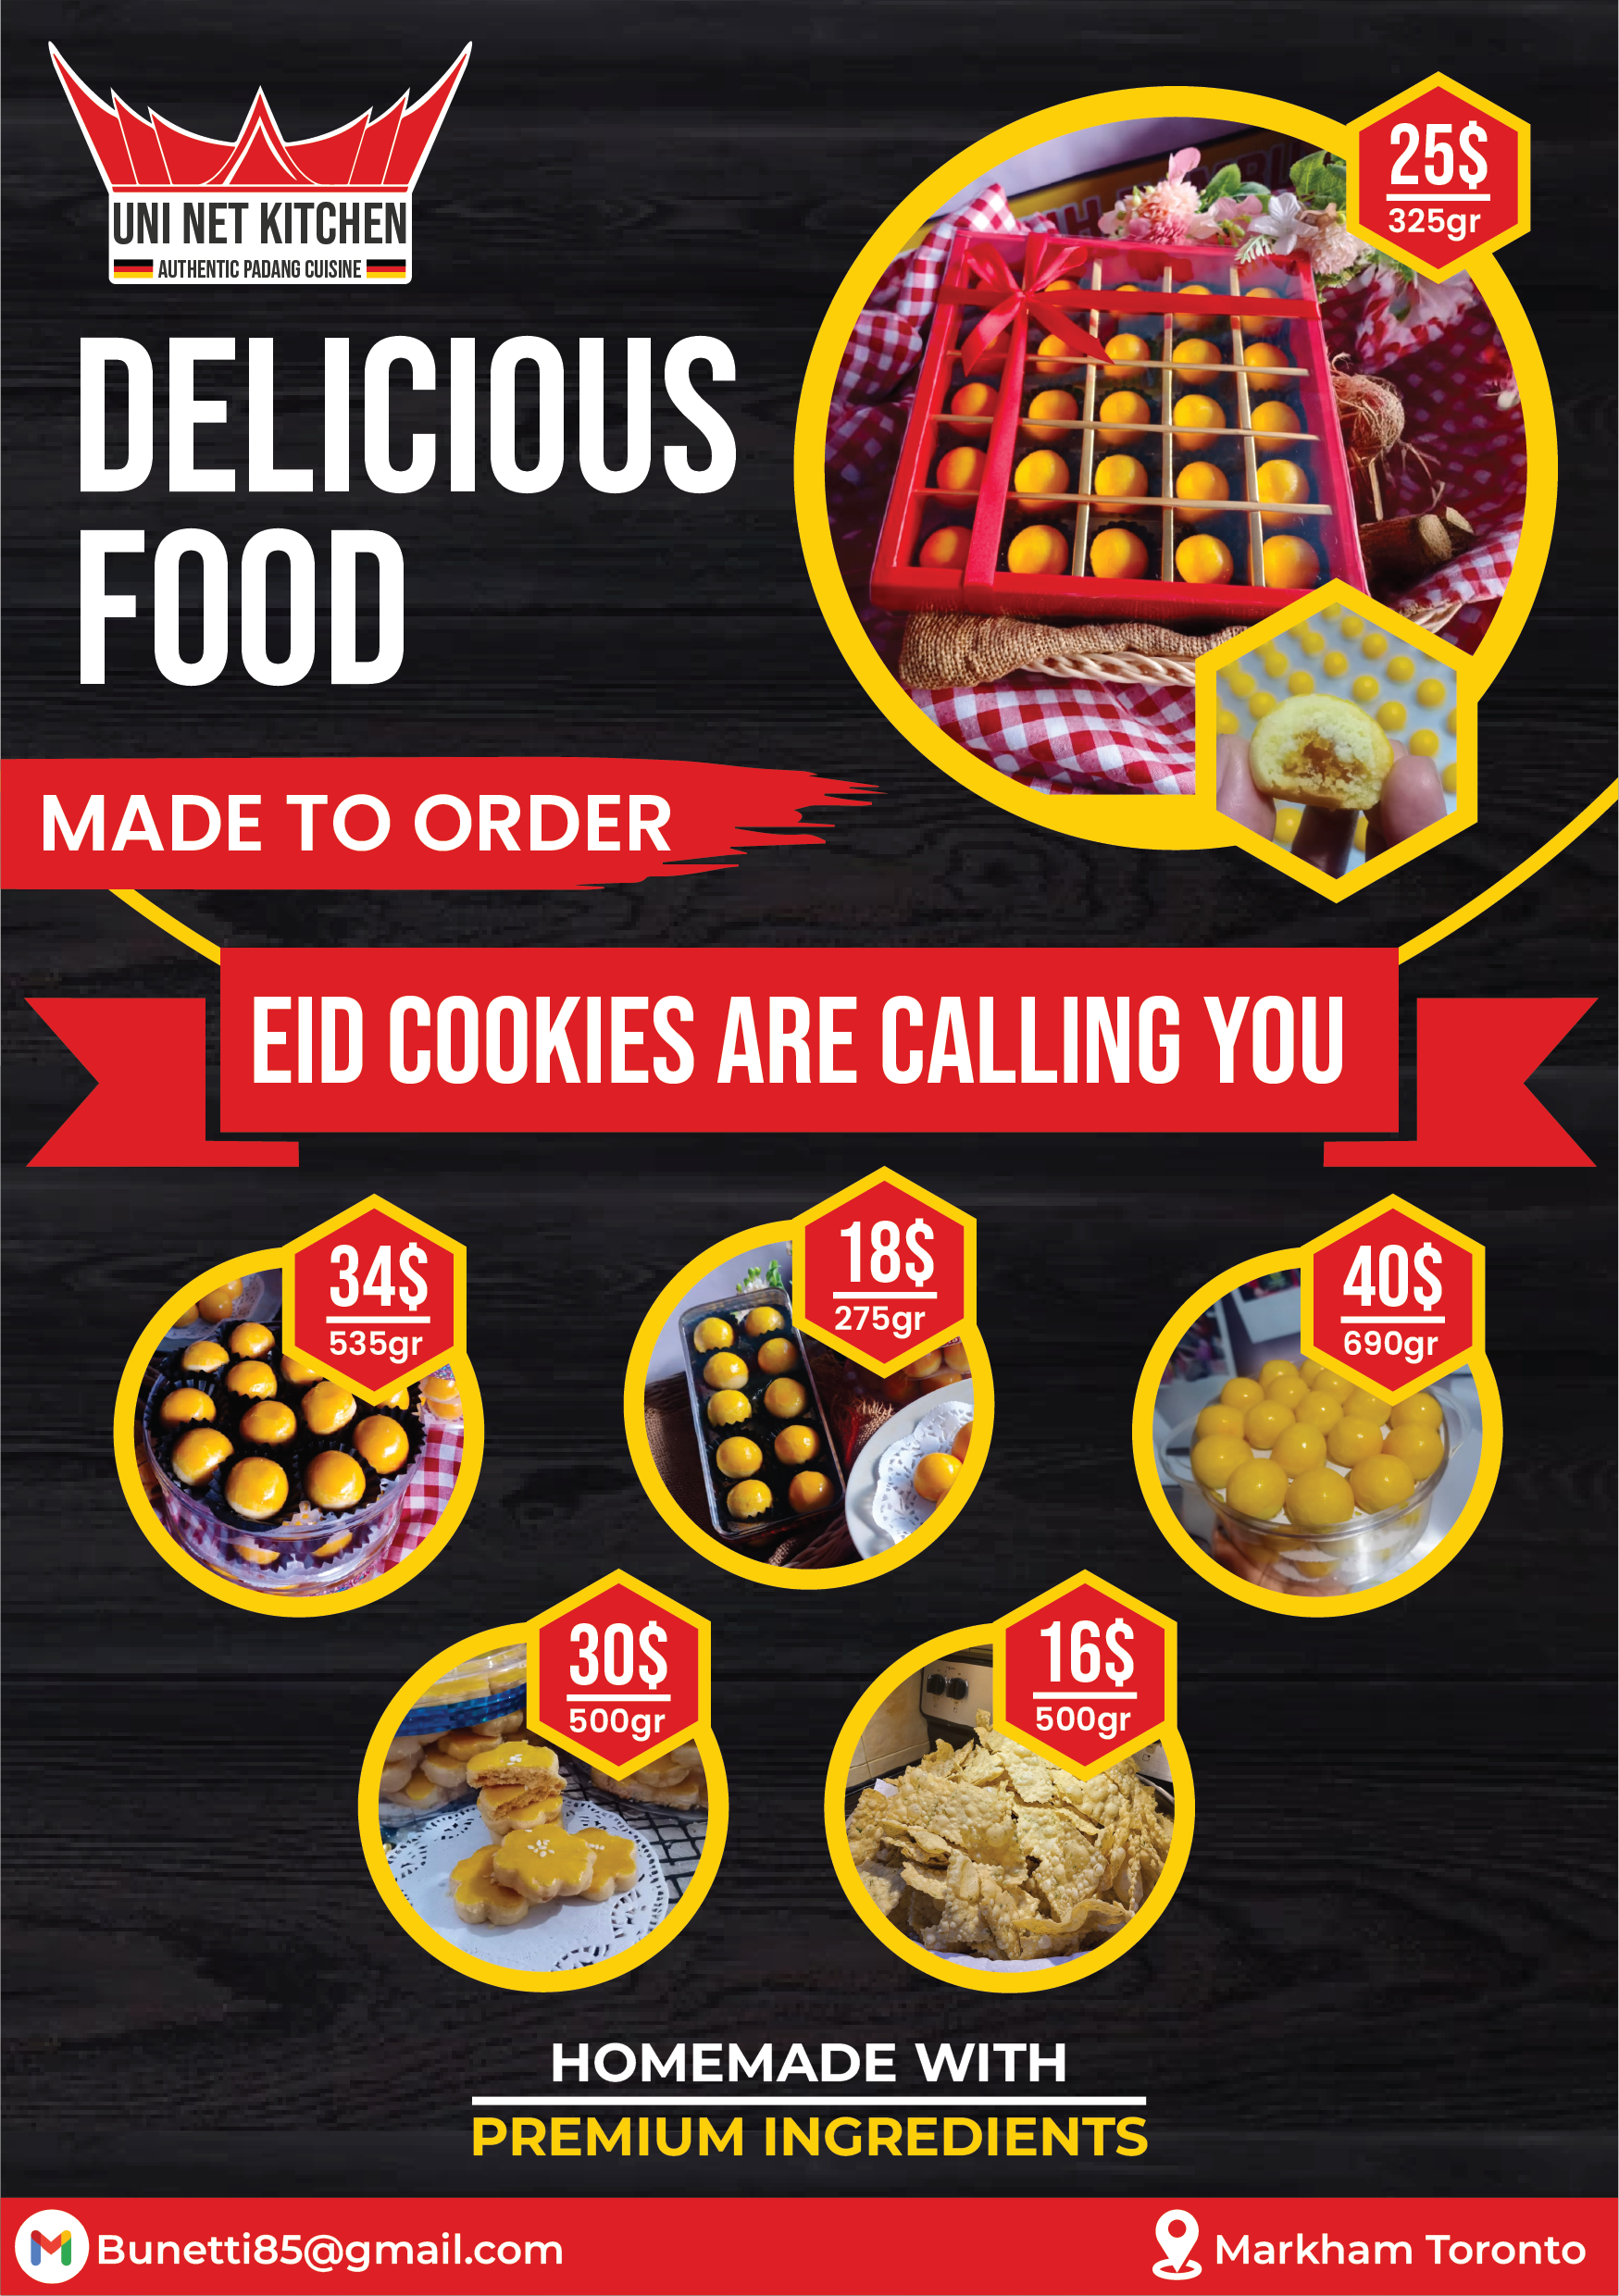 UNI NET KITCHEN
AUTHENTIC PADANG CUISINE
25$
325gr
DELICIOUS
FOOD
MADE TO ORDER
EID COOKIES ARE CALLING YOU
34$
535gr
18$
275gr
40$
690gr
30$
500gr
16$
500gr
HOMEMADE WITH
PREMIUM INGREDIENTS
Bunetti85@gmail.com
Markham Toronto